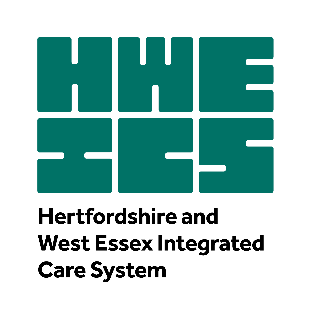 HWE
ICS
Hertfordshire and
West Essex Integrated
Care System